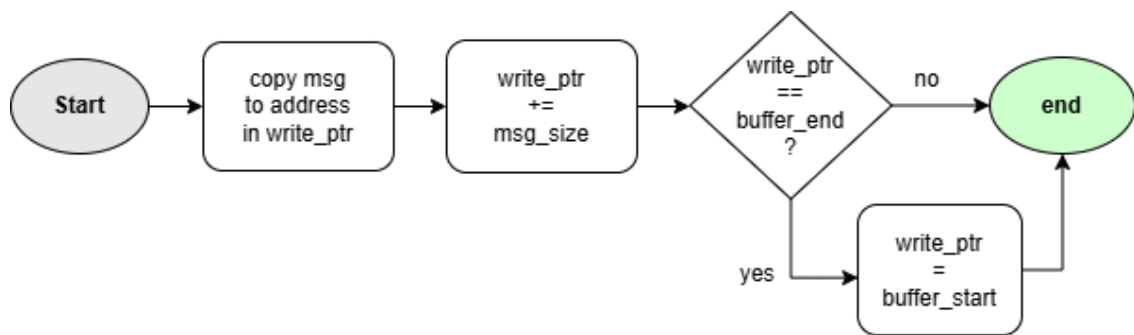 Start
copy msg
to address
in write_ptr
write_ptr
+=
msg_size
write_ptr
==
buffer_end
?
no
end
yes
write_ptr
=
buffer_start